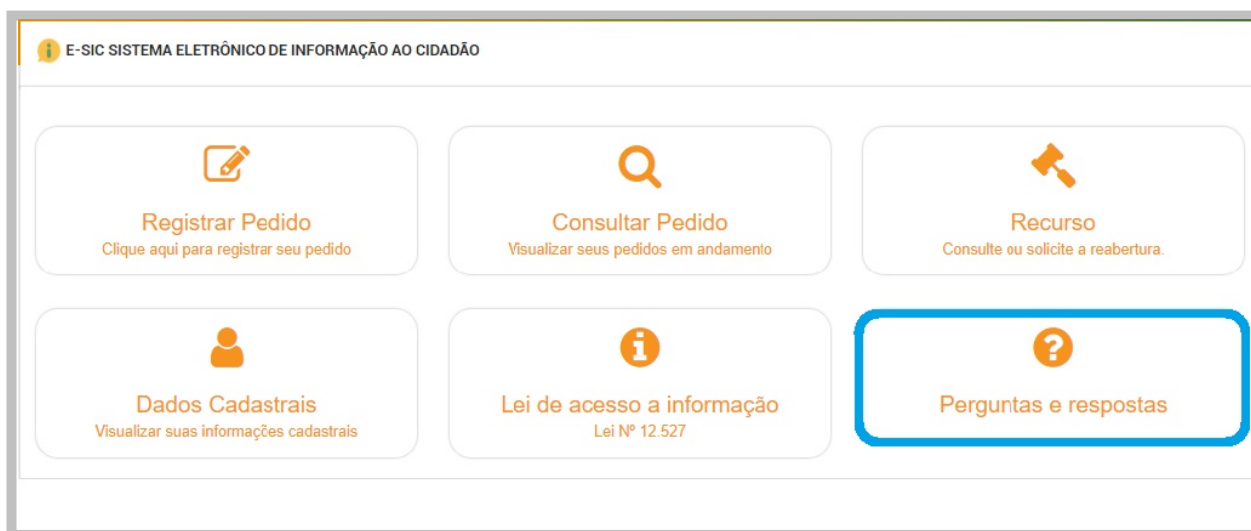 E-SIC SISTEMA ELETRÔNICO DE INFORMAÇÃO AO CIDADÃO
Registrar Pedido
Clique aqui para registrar seu pedido
Consultar Pedido
Visualizar seus pedidos em andamento
Recurso
Consulte ou solicite a reabertura.
Dados Cadastrais
Visualizar suas informações cadastrais
Lei de acesso a informação
Lei Nº 12.527
Perguntas e respostas